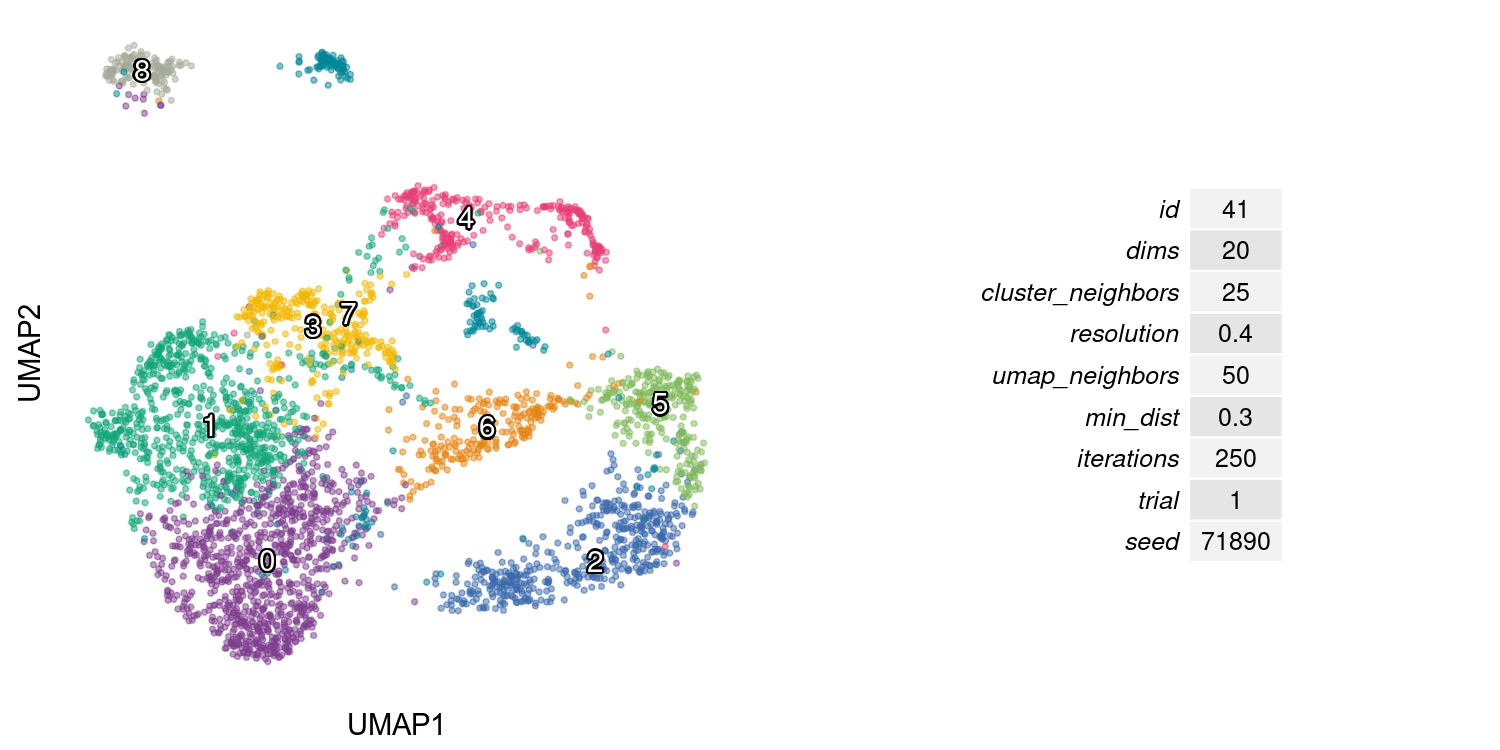 8
4
7
3
5
1
6
0
2
UMAP2
UMAP1
id 41
dims 20
cluster_neighbors 25
resolution 0.4
umap_neighbors 50
min_dist 0.3
iterations 250
trial 1
seed 71890